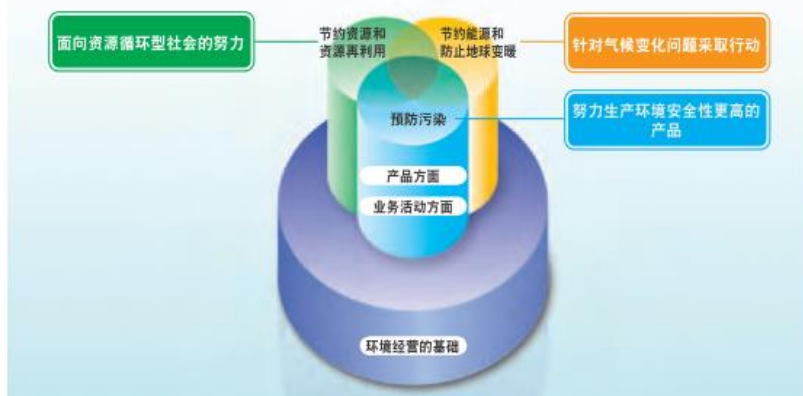 面向资源循环型社会的努力
节约资源和
资源再利用
节约能源和
防止地球变暖
针对气候变化问题采取行动
预防污染
努力生产环境安全性更高的
产品
产品方面
业务活动方面
环境经营的基础